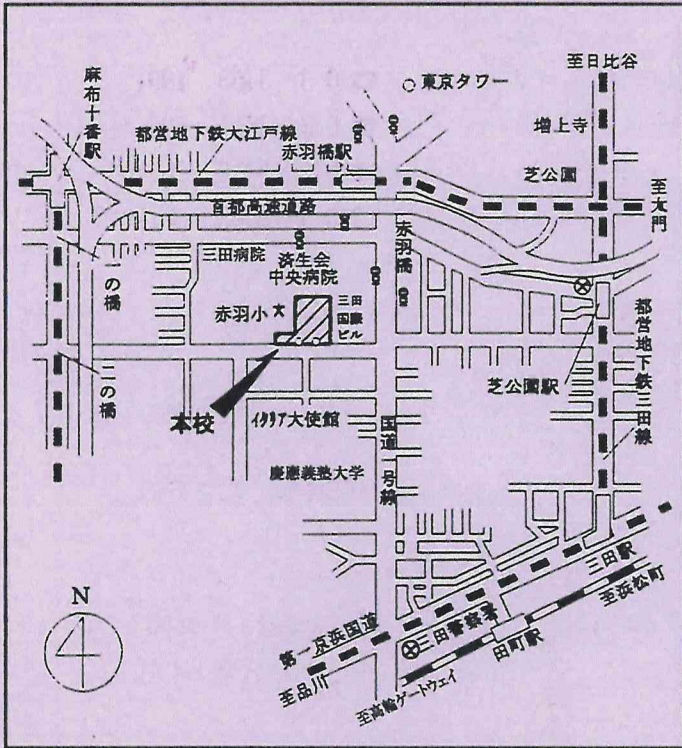 至日比谷
麻布十番駅
東京タワー
都営地下鉄大江戸線
赤羽橋駅
増上寺
芝公園
至大門
首都高速道路
赤羽橋
三田病院
済生会
中央病院
一の橋
赤羽小
三田
国際
ビル
二の橋
芝公園駅
都営地下鉄三田線
本校
イタリア大使館
国道一号線
慶應義塾大学
N
三田駅
至浜松町
第一京浜国道
三田警察署
田町駅
至品川
至高輪ゲートウェイ